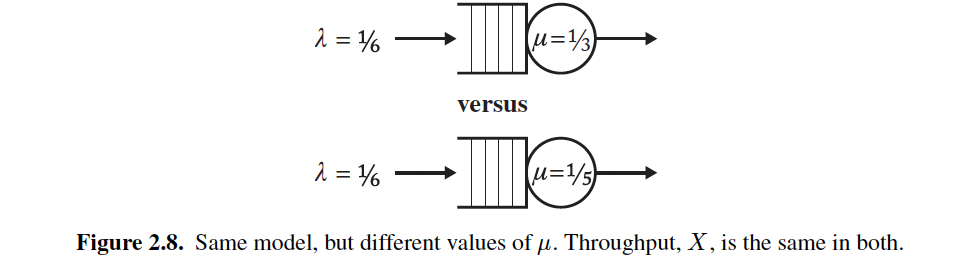 λ = 1/6
μ=1/3
versus
λ = 1/6
μ=1/5
Figure 2.8. Same model, but different values of μ. Throughput, X, is the same in both.